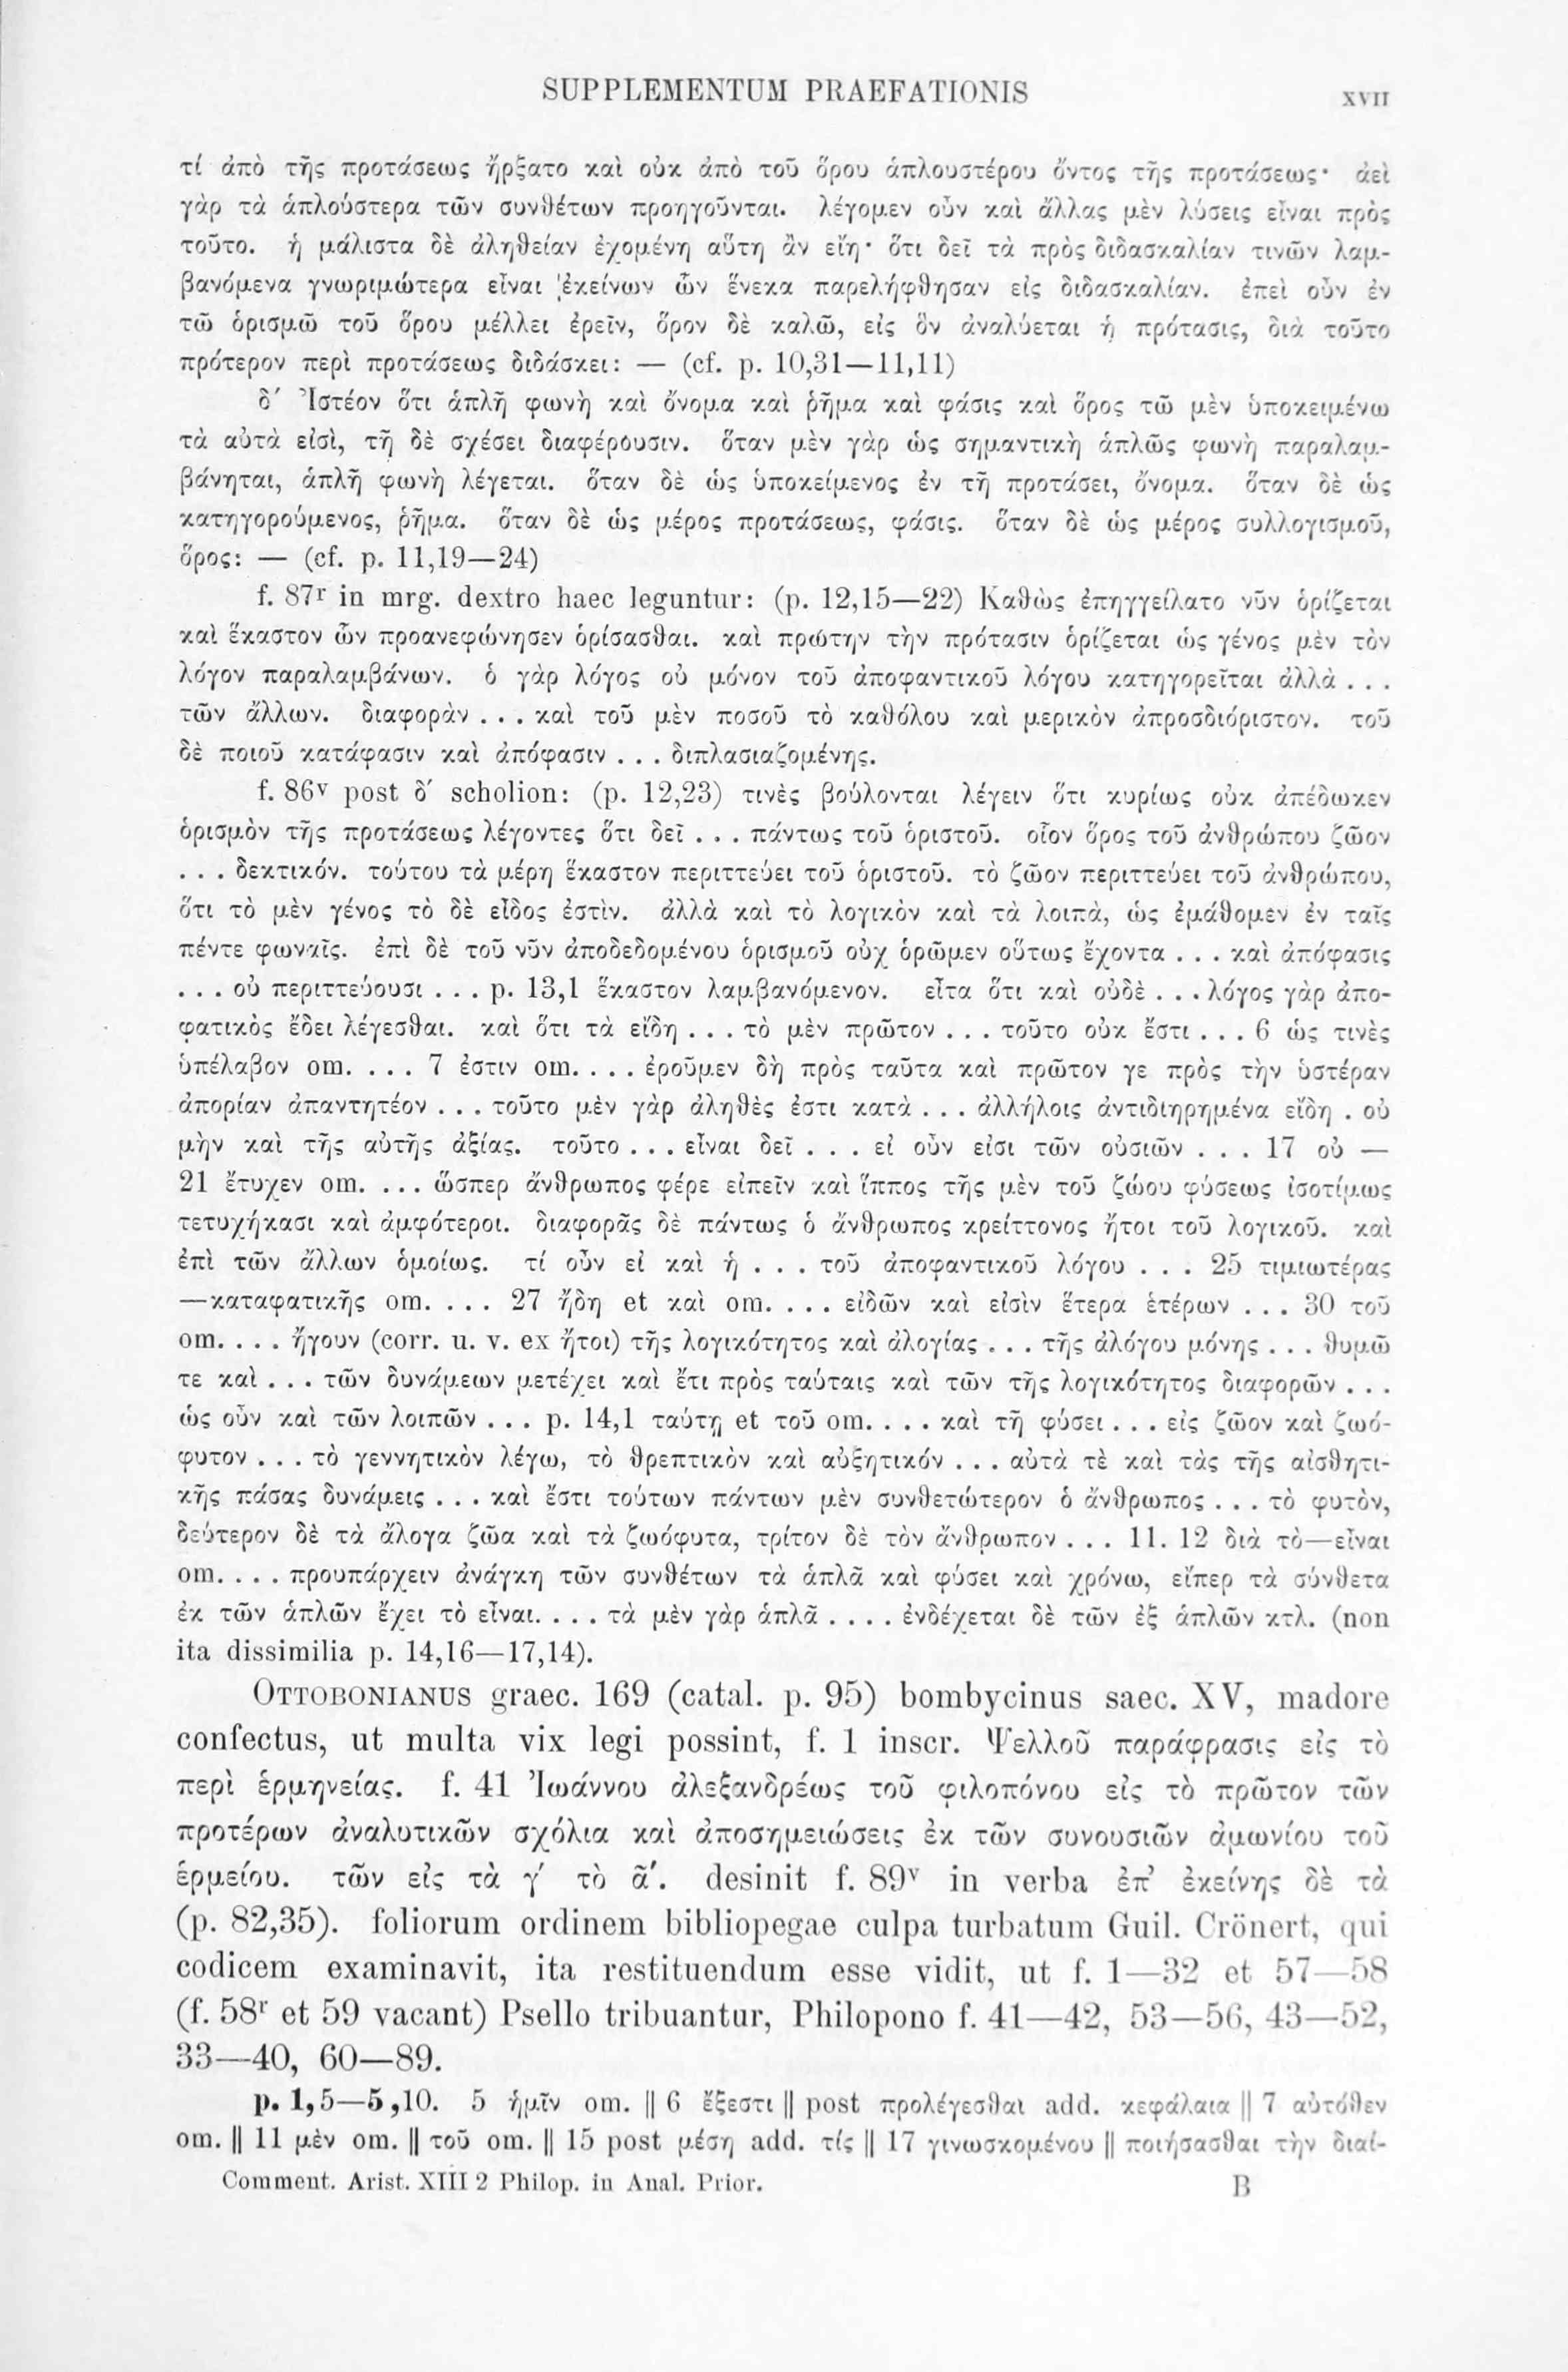 SUPPLEMENTUM PRAEFATIONIS XVII
τί ἀπὸ τῆς προτάσεως ἤρξατο καὶ οὐκ ἀπὸ τοῦ ὅρου ἁπλουστέρου ὄντος τῆς προτάσεως· ἀεὶ
γὰρ τὰ ἁπλούστερα τῶν συνθέτων προηγοῦνται. λέγομεν οὖν καὶ ἄλλας μὲν λύσεις εἶναι πρὸς
τοῦτο. ἡ μάλιστα δὲ ἀληθείαν ἐχομένη αὕτη ἂν εἴη· ὅτι δεῖ τὰ πρὸς διδασκαλίαν τινῶν λαμ-
βανόμενα γνωριμώτερα εἶναι ἐκείνων ὧν ἕνεκα παρελήφθησαν εἰς διδασκαλίαν. ἐπεὶ οὖν ἐν
τῶ ὁρισμῶ τοῦ ὅρου μέλλει ἐρεῖν, ὅρον δὲ καλῶ, εἰς ὃν ἀναλύεται ἡ πρότασις, διὰ τοῦτο
πρότερον περὶ προτάσεως διδάσκει: — (cf. p. 10,31—11,11)
δ´ Ἰστέον ὅτι ἁπλῆ φωνὴ καὶ ὄνομα καὶ ῥῆμα καὶ φάσις καὶ ὅρος τῶ μὲν ὑποκειμένω
τὰ αὐτὰ εἰσὶ, τῆ δὲ σχέσει διαφέρουσιν. ὅταν μὲν γὰρ ὡς σημαντικὴ ἁπλῶς φωνὴ παραλαμ-
βάνηται, ἁπλῆ φωνὴ λέγεται. ὅταν δὲ ὡς ὑποκείμενος ἐν τῆ προτάσει, ὄνομα. ὅταν δὲ ὡς
κατηγορούμενος, ῥῆμα. ὅταν δὲ ὡς μέρος προτάσεως, φάσις. ὅταν δὲ ὡς μέρος συλλογισμοῦ,
ὅρος: — (cf. p. 11,19—24)
f. 87r in mrg. dextro haec leguntur: (p. 12,15—22) Καθὼς ἐπηγγείλατο νῦν ὁρίζεται
καὶ ἕκαστον ὧν προανεφώνησεν ὁρίσασθαι. καὶ πρώτην τὴν πρότασιν ὁρίζεται ὡς γένος μὲν τὸν
λόγον παραλαμβάνων. ὁ γὰρ λόγος οὐ μόνον τοῦ ἀποφαντικοῦ λόγου κατηγορεῖται ἀλλὰ . . .
τῶν ἄλλων. διαφορὰν . . . καὶ τοῦ μὲν ποσοῦ τὸ καθόλου καὶ μερικὸν ἀπροσδιόριστον. τοῦ
δὲ ποιοῦ κατάφασιν καὶ ἀπόφασιν . . . διπλασιαζομένης.
f. 86v post δ´ scholion: (p. 12,23) τινὲς βούλονται λέγειν ὅτι κυρίως οὐκ ἀπέδωκεν
ὁρισμὸν τῆς προτάσεως λέγοντες ὅτι δεῖ . . . πάντως τοῦ ὁριστοῦ. οἷον ὅρος τοῦ ἀνθρώπου ζῶον
. . . δεκτικόν. τούτου τὰ μέρη ἕκαστον περιττεύει τοῦ ὁριστοῦ. τὸ ζῶον περιττεύει τοῦ ἀνθρώπου,
ὅτι τὸ μὲν γένος τὸ δὲ εἶδος ἐστὶν. ἀλλὰ καὶ τὸ λογικὸν καὶ τὰ λοιπὰ, ὡς ἐμάθομεν ἐν ταῖς
πέντε φωναῖς. ἐπὶ δὲ τοῦ νῦν ἀποδεδομένου ὁρισμοῦ οὐχ ὁρῶμεν οὕτως ἔχοντα . . . καὶ ἀπόφασις
. . . οὐ περιττεύουσι . . . p. 13,1 ἕκαστον λαμβανόμενον. εἶτα ὅτι καὶ οὐδὲ . . . λόγος γὰρ ἀπο-
φατικὸς ἔδει λέγεσθαι. καὶ ὅτι τὰ εἴδη . . . τὸ μὲν πρῶτον . . . τοῦτο οὐκ ἔστι . . . 6 ὡς τινὲς
ὑπέλαβον om. . . . 7 ἐστιν om. . . . ἐροῦμεν δὴ πρὸς ταῦτα καὶ πρῶτον γε πρὸς τὴν ὑστέραν
ἀπορίαν ἀπαντητέον . . . τοῦτο μὲν γὰρ ἀληθὲς ἐστι κατὰ . . . ἀλλήλοις ἀντιδιηρημένα εἴδη . οὐ
μὴν καὶ τῆς αὐτῆς ἀξίας. τοῦτο . . . εἶναι δεῖ . . . εἰ οὖν εἰσι τῶν οὐσιῶν . . . 17 οὐ —
21 ἔτυχεν om. . . . ὥσπερ ἄνθρωπος φέρε εἰπεῖν καὶ ἵππος τῆς μὲν τοῦ ζώου φύσεως ἰσοτίμως
τετυχήκασι καὶ ἀμφότεροι. διαφορᾶς δὲ πάντως ὁ ἄνθρωπος κρείττονος ἤτοι τοῦ λογικοῦ. καὶ
ἐπὶ τῶν ἄλλων ὁμοίως. τί οὖν εἰ καὶ ἡ . . . τοῦ ἀποφαντικοῦ λόγου . . . 25 τιμιωτέρας
—καταφατικῆς om. . . . 27 ἤδη et καὶ om. . . . εἰδῶν καὶ εἰσὶν ἕτερα ἑτέρων . . . 30 τοῦ
om. . . . ἤγουν (corr. u. v. ex ἤτοι) τῆς λογικότητος καὶ ἀλογίας . . . τῆς ἀλόγου μόνης . . . θυμῶ
τε καὶ . . . τῶν δυνάμεων μετέχει καὶ ἔτι πρὸς ταύταις καὶ τῶν τῆς λογικότητος διαφορῶν . . .
ὡς οὖν καὶ τῶν λοιπῶν . . . p. 14,1 ταύτῃ et τοῦ om. . . . καὶ τῆ φύσει . . . εἰς ζῶον καὶ ζωό-
φυτον . . . τὸ γεννητικὸν λέγω, τὸ θρεπτικὸν καὶ αὐξητικόν . . . αὐτὰ τὲ καὶ τὰς τῆς αἰσθητι-
κῆς πάσας δυνάμεις . . . καὶ ἔστι τούτων πάντων μὲν συνθετώτερον ὁ ἄνθρωπος . . . τὸ φυτὸν,
δεύτερον δὲ τὰ ἄλογα ζῶα καὶ τὰ ζωόφυτα, τρίτον δὲ τὸν ἄνθρωπον . . . 11. 12 διὰ τὸ—εἶναι
om. . . . προυπάρχειν ἀνάγκη τῶν συνθέτων τὰ ἁπλᾶ καὶ φύσει καὶ χρόνω, εἴπερ τὰ σύνθετα
ἐκ τῶν ἁπλῶν ἔχει τὸ εἶναι. . . . τὰ μὲν γὰρ ἁπλᾶ . . . . ἐνδέχεται δὲ τῶν ἐξ ἁπλῶν κτλ. (non
ita dissimilia p. 14,16—17,14).
OTTOBONIANUS graec. 169 (catal. p. 95) bombycinus saec. XV, madore
confectus, ut multa vix legi possint, f. 1 inscr. Ψελλοῦ παράφρασις εἰς τὸ
περὶ ἑρμηνείας. f. 41 Ἰωάννου ἀλεξανδρέως τοῦ φιλοπόνου εἰς τὸ πρῶτον τῶν
προτέρων ἀναλυτικῶν σχόλια καὶ ἀποσημειώσεις ἐκ τῶν συνουσιῶν ἀμωνίου τοῦ
ἑρμείου. τῶν εἰς τὰ γ´ τὸ ᾶ´. desinit f. 89v in verba ἐπ’ ἐκείνης δὲ τὰ
(p. 82,35). foliorum ordinem bibliopegae culpa turbatum Guil. Crönert, qui
codicem examinavit, ita restituendum esse vidit, ut f. 1—32 et 57—58
(f. 58r et 59 vacant) Psello tribuantur, Philopono f. 41—42, 53—56, 43—52,
33—40, 60—89.
p. 1,5—5,10. 5 ἡμῖν om. || 6 ἔξεστι || post προλέγεσθαι add. κεφάλαια || 7 αὐτόθεν
om. || 11 μὲν om. || τοῦ om. || 15 post μέση add. τίς || 17 γινωσκομένου || ποιήσασθαι τὴν διαί-
Comment. Arist. XIII 2 Philop. in Anal. Prior. B